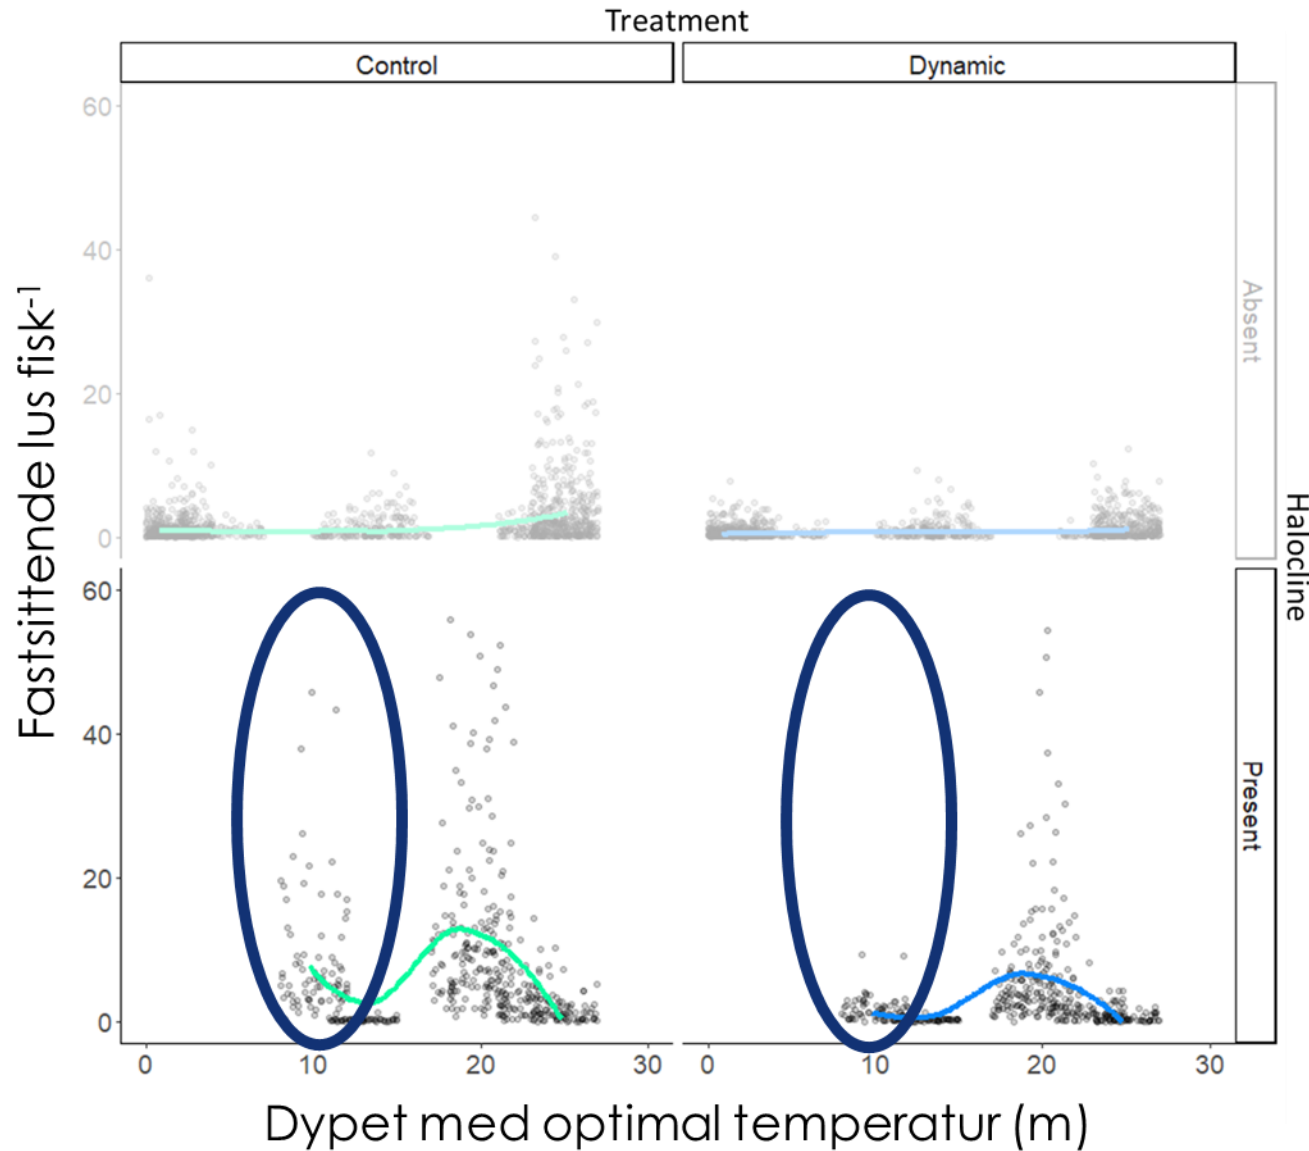 Treatment
Control
Dynamic
60
40
20
0
Absent
60
40
20
0
Present
Halocline
Fastsittende lus fisk⁻¹
0
10
20
30
0
10
20
30
Dypet med optimal temperatur (m)